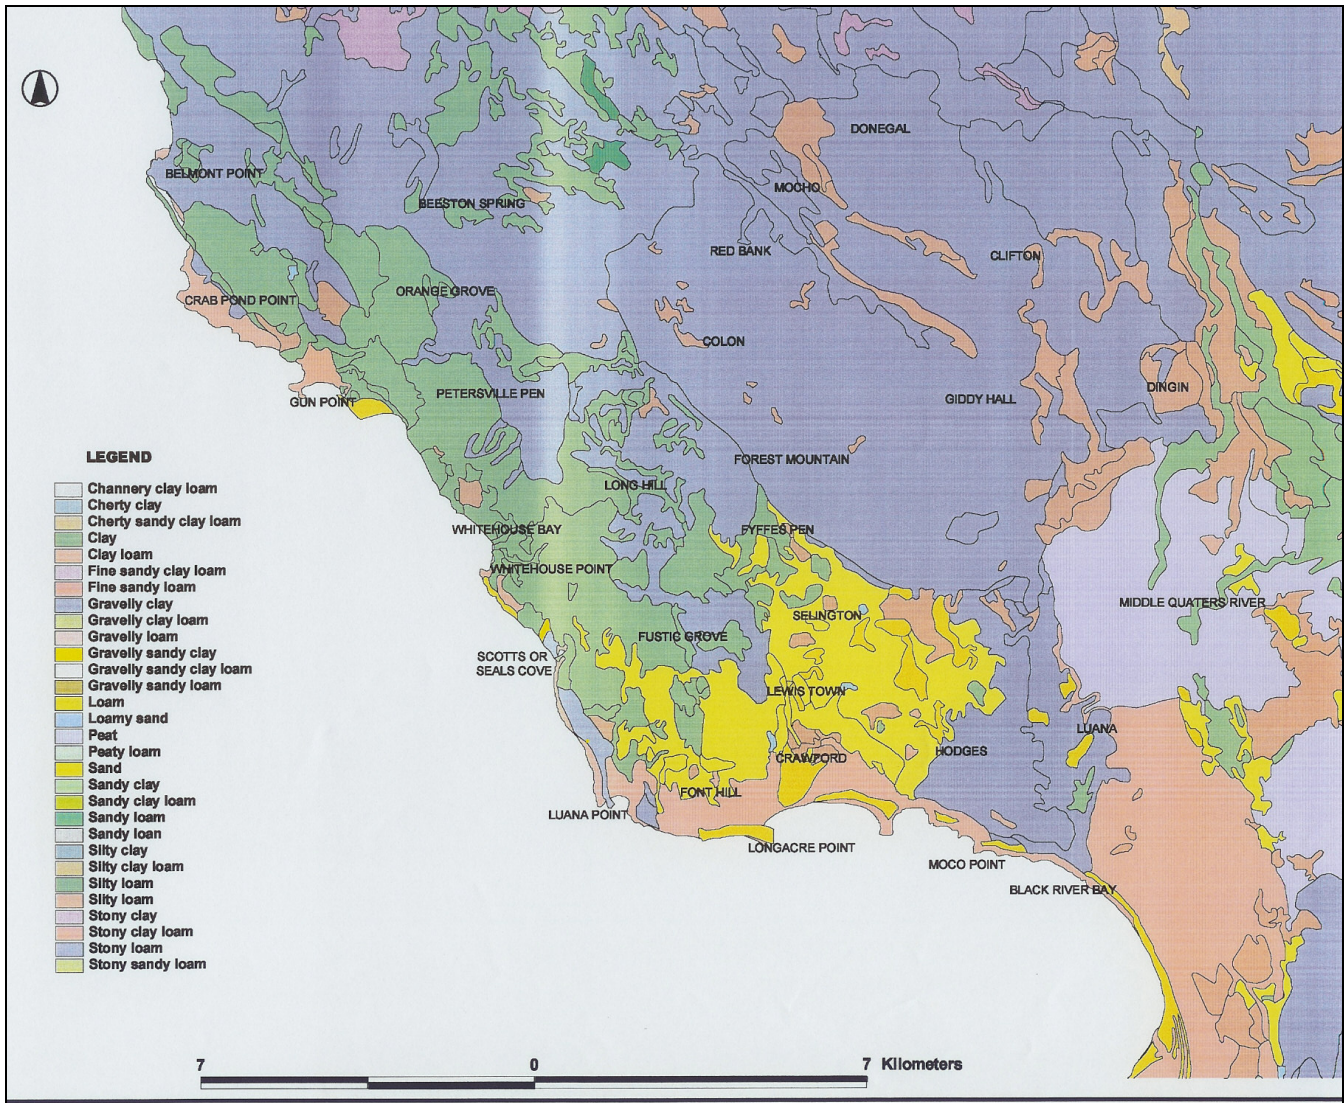 DONEGAL
BELMONT POINT
MOCHO
BEESTON SPRING
RED BANK
CLIFTON
ORANGE GROVE
CRAB POND POINT
COLON
DINGIN
PETERSVILLE PEN
GUN POINT
GIDDY HALL
FOREST MOUNTAIN
LONG HILL
WHITEHOUSE BAY
FYFFES PEN
WHITEHOUSE POINT
MIDDLE QUATERS RIVER
SELINGTON
FUSTIC GROVE
SCOTTS OR
SEALS COVE
LEWIS TOWN
LUANA
HODGES
CRAWFORD
FONT HILL
LUANA POINT
LONGACRE POINT
MOCO POINT
BLACK RIVER BAY
LEGEND
Channery clay loam
Cherty clay
Cherty sandy clay loam
Clay
Clay loam
Fine sandy clay loam
Fine sandy loam
Gravelly clay
Gravelly clay loam
Gravelly loam
Gravelly sandy clay
Gravelly sandy clay loam
Gravelly sandy loam
Loam
Loamy sand
Peat
Peaty loam
Sand
Sandy clay
Sandy clay loam
Sandy loam
Sandy loan
Silty clay
Silty clay loam
Silty loam
Slity loam
Stony clay
Stony clay loam
Stony loam
Stony sandy loam
7 0 7 Kilometers